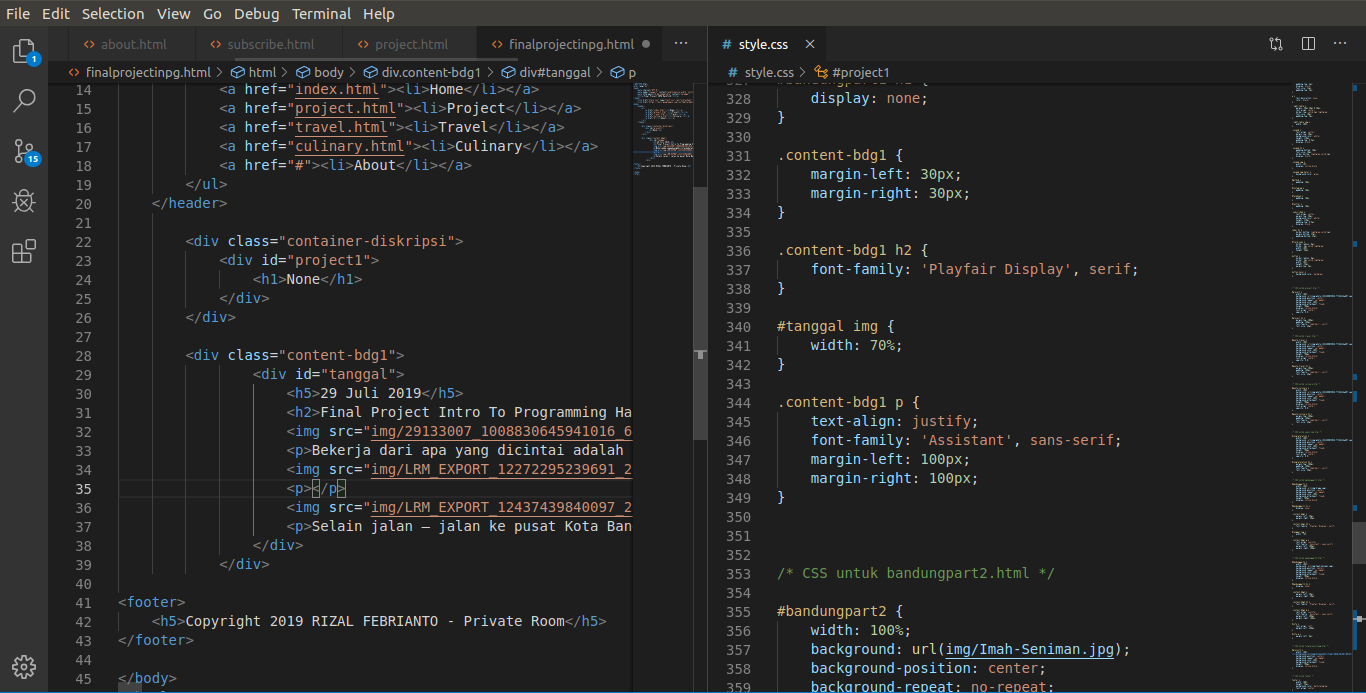 File Edit Selection View Go Debug Terminal Help
about.html subscribe.html project.html finalprojectinpg.html ● ···
finalprojectinpg.html > html > body > div.content-bdg1 > div#tanggal > p
1
15
14 <a href="index.html"><li>Home</li></a>
15 <a href="project.html"><li>Project</li></a>
16 <a href="travel.html"><li>Travel</li></a>
17 <a href="culinary.html"><li>Culinary</li></a>
18 <a href="#"><li>About</li></a>
19 </ul>
20 </header>
21
22 <div class="container-diskripsi">
23 <div id="project1">
24 <h1>None</h1>
25 </div>
26 </div>
27
28 <div class="content-bdg1">
29 <div id="tanggal">
30 <h5>29 Juli 2019</h5>
31 <h2>Final Project Intro To Programming Ha
32 <img src="img/29133007_1008830645941016_6
33 <p>Bekerja dari apa yang dicintai adalah
34 <img src="img/LRM_EXPORT_12272295239691_2
35 <p></p>
36 <img src="img/LRM_EXPORT_12437439840097_2
37 <p>Selain jalan – jalan ke pusat Kota Ban
38 </div>
39 </div>
40
41 <footer>
42 <h5>Copyright 2019 RIZAL FEBRIANTO - Private Room</h5>
43 </footer>
44
45 </body>
# style.css ×
# style.css > #project1
328 display: none;
329 }
330
331 .content-bdg1 {
332 margin-left: 30px;
333 margin-right: 30px;
334 }
335
336 .content-bdg1 h2 {
337 font-family: 'Playfair Display', serif;
338 }
339
340 #tanggal img {
341 width: 70%;
342 }
343
344 .content-bdg1 p {
345 text-align: justify;
346 font-family: 'Assistant', sans-serif;
347 margin-left: 100px;
348 margin-right: 100px;
349 }
350
351
352
353 /* CSS untuk bandungpart2.html */
354
355 #bandungpart2 {
356 width: 100%;
357 background: url(img/Imah-Seniman.jpg);
358 background-position: center;
359 background-repeat: no-repeat;